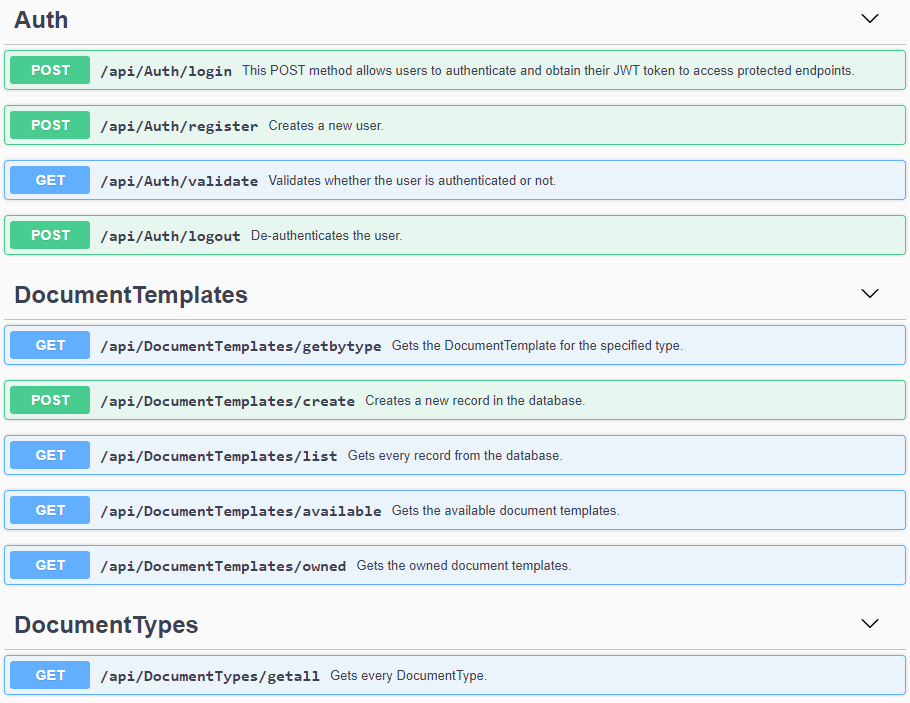 Auth
POST /api/Auth/login This POST method allows users to authenticate and obtain their JWT token to access protected endpoints.
POST /api/Auth/register Creates a new user.
GET /api/Auth/validate Validates whether the user is authenticated or not.
POST /api/Auth/logout De-authenticates the user.
DocumentTemplates
GET /api/DocumentTemplates/getbytype Gets the DocumentTemplate for the specified type.
POST /api/DocumentTemplates/create Creates a new record in the database.
GET /api/DocumentTemplates/list Gets every record from the database.
GET /api/DocumentTemplates/available Gets the available document templates.
GET /api/DocumentTemplates/owned Gets the owned document templates.
DocumentTypes
GET /api/DocumentTypes/getall Gets every DocumentType.